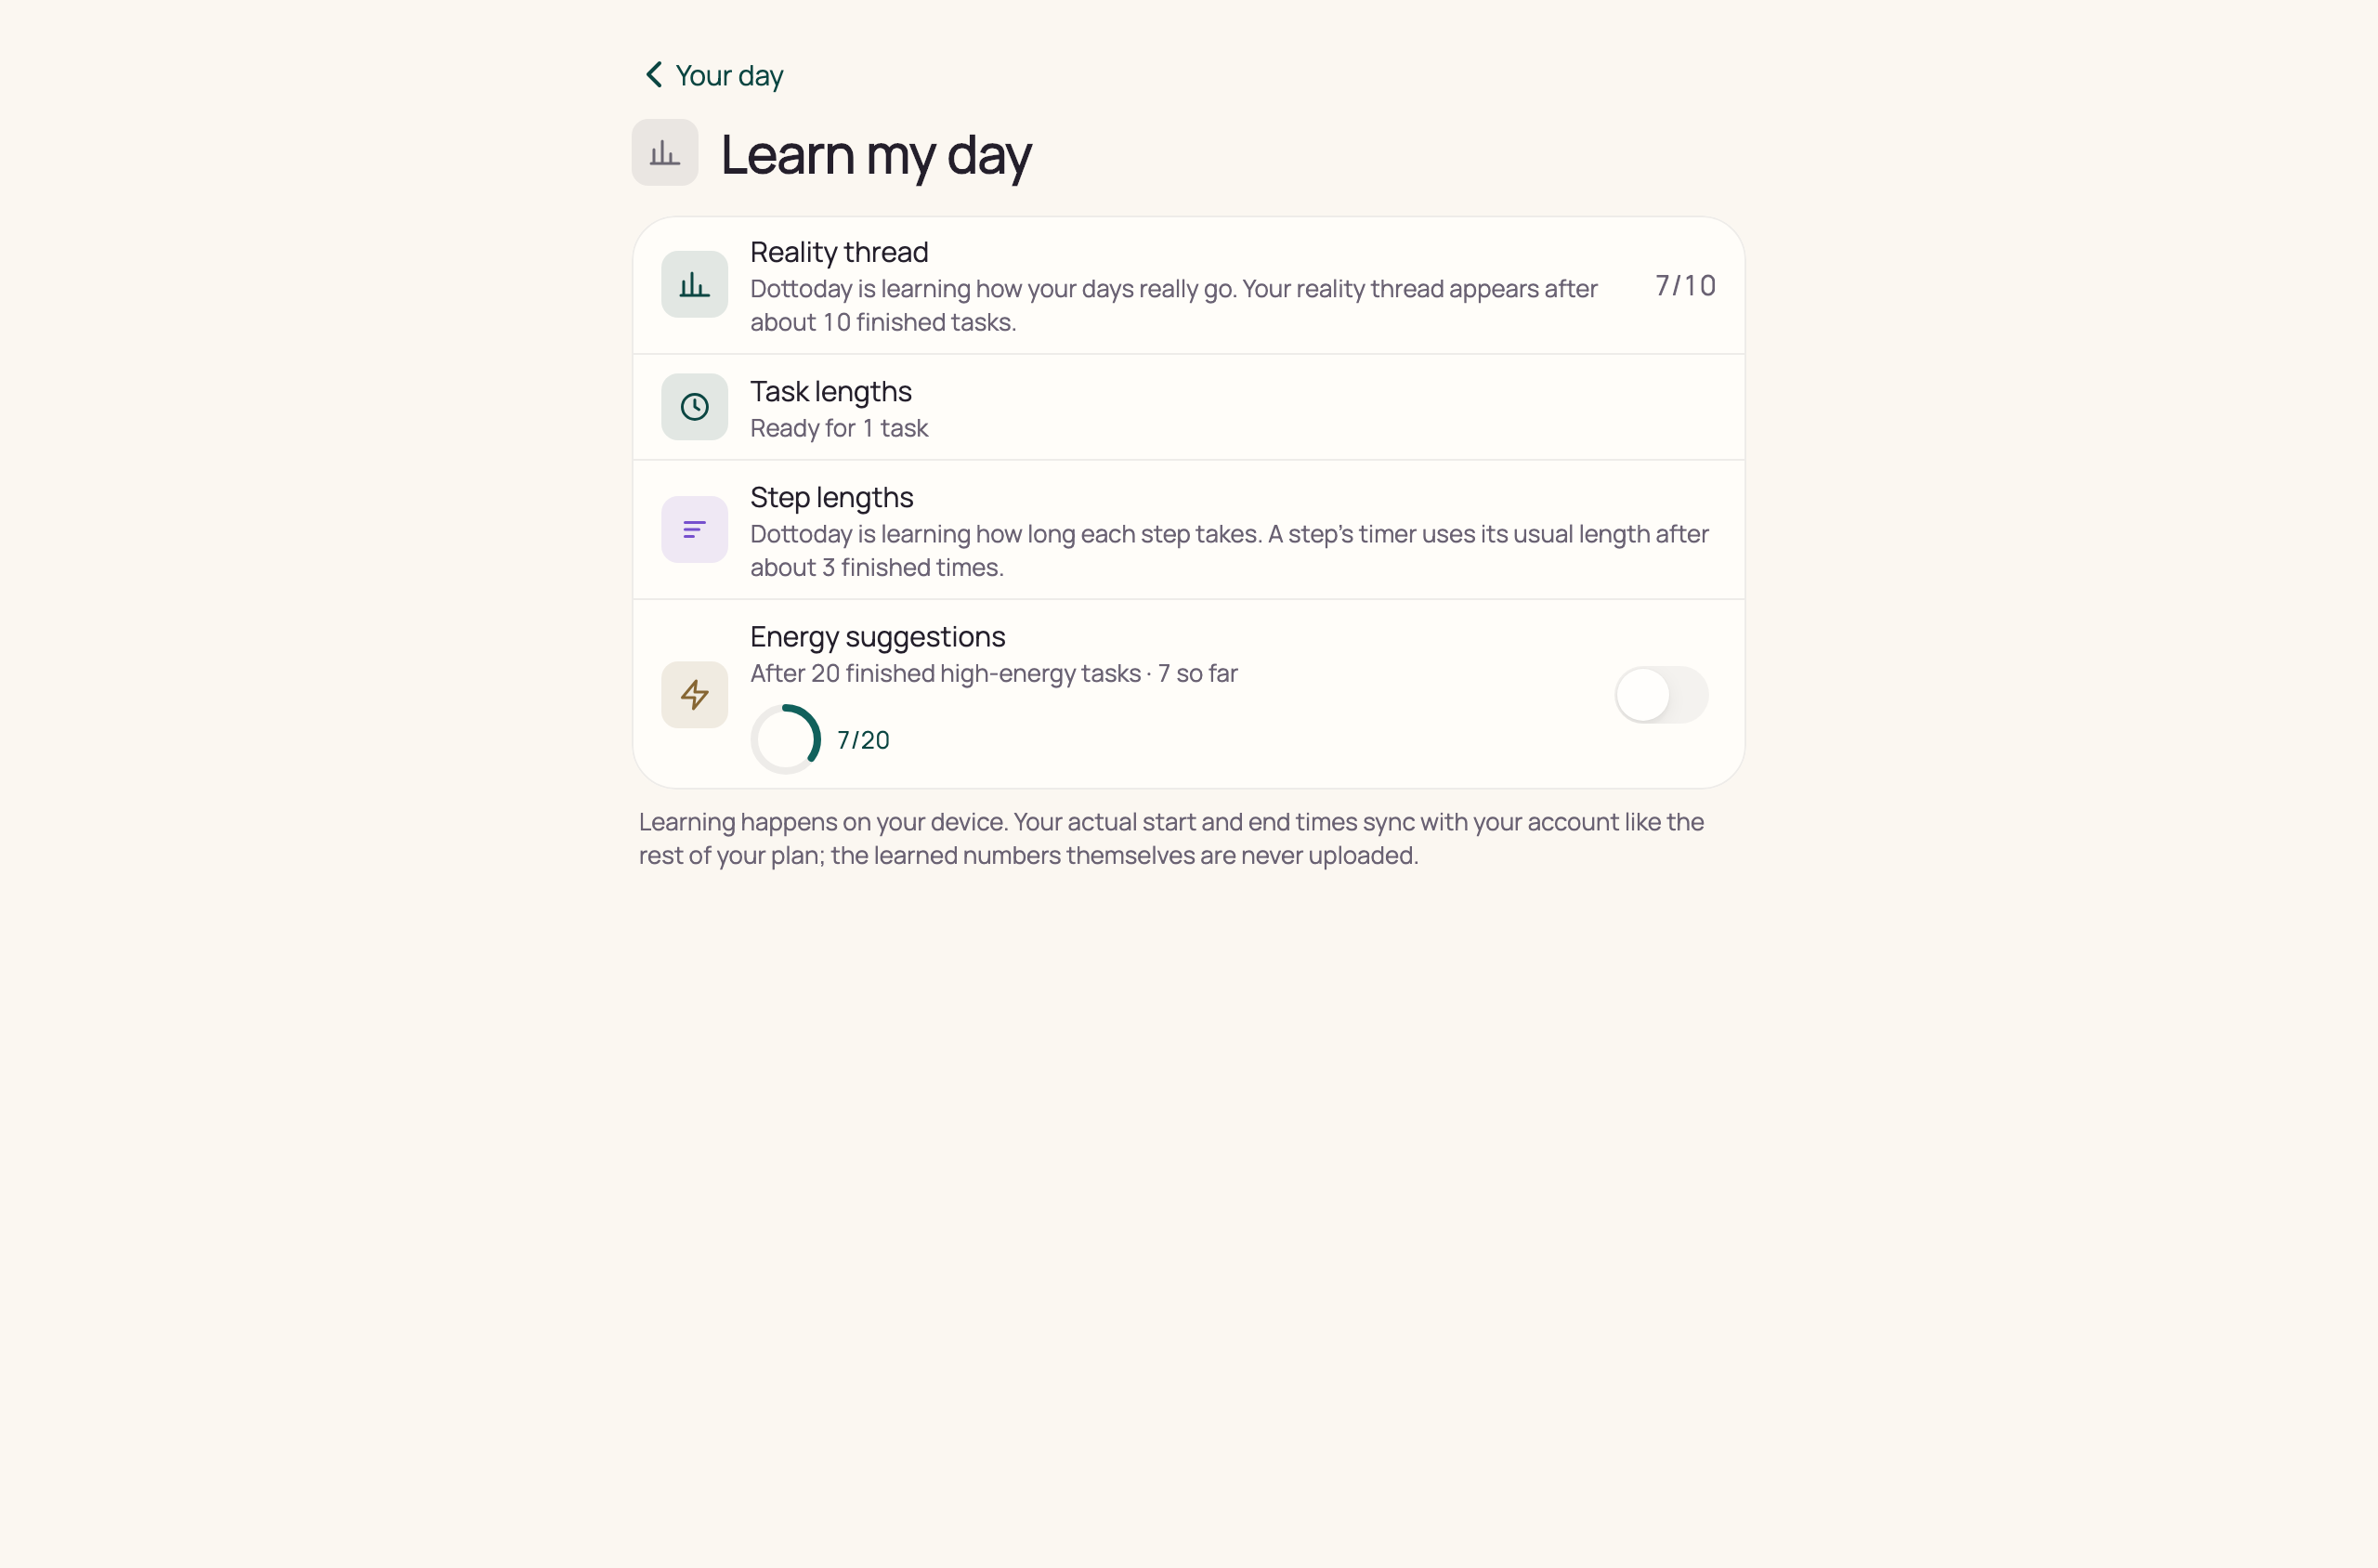 Your day
Learn my day
Reality thread
Dottoday is learning how your days really go. Your reality thread appears after
about 10 finished tasks.
7/10
Task lengths
Ready for 1 task
Step lengths
Dottoday is learning how long each step takes. A step’s timer uses its usual length after
about 3 finished times.
Energy suggestions
After 20 finished high-energy tasks · 7 so far
7/20
Learning happens on your device. Your actual start and end times sync with your account like the
rest of your plan; the learned numbers themselves are never uploaded.